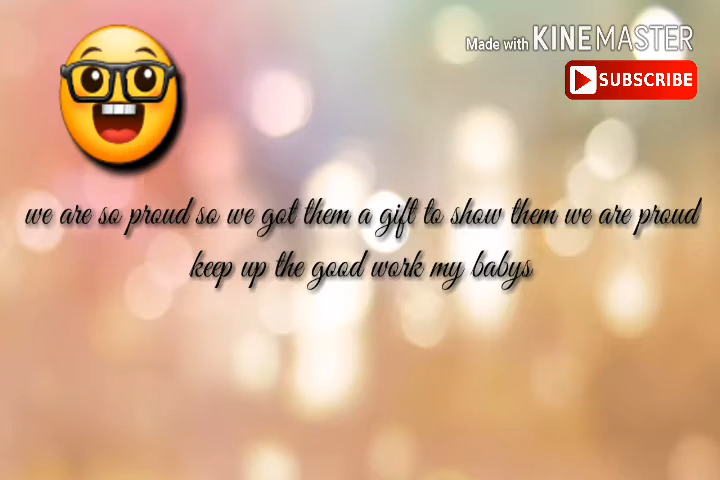 Made with KINEMASTER
SUBSCRIBE
we are so proud so we got them a gift to show them we are proud
keep up the good work my babys